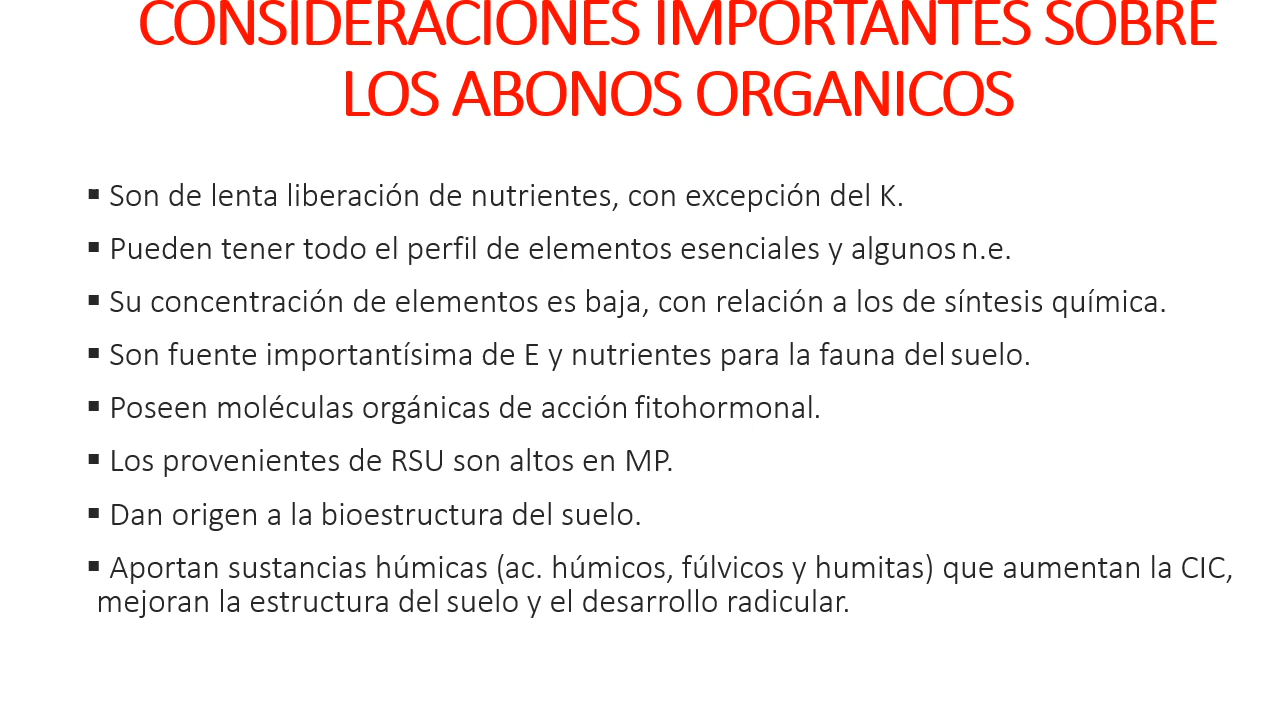 CONSIDERACIONES IMPORTANTES SOBRE
LOS ABONOS ORGANICOS
▪ Son de lenta liberación de nutrientes, con excepción del K.
▪ Pueden tener todo el perfil de elementos esenciales y algunos n.e.
▪ Su concentración de elementos es baja, con relación a los de síntesis química.
▪ Son fuente importantísima de E y nutrientes para la fauna del suelo.
▪ Poseen moléculas orgánicas de acción fitohormonal.
▪ Los provenientes de RSU son altos en MP.
▪ Dan origen a la bioestructura del suelo.
▪ Aportan sustancias húmicas (ac. húmicos, fúlvicos y humitas) que aumentan la CIC,
mejoran la estructura del suelo y el desarrollo radicular.